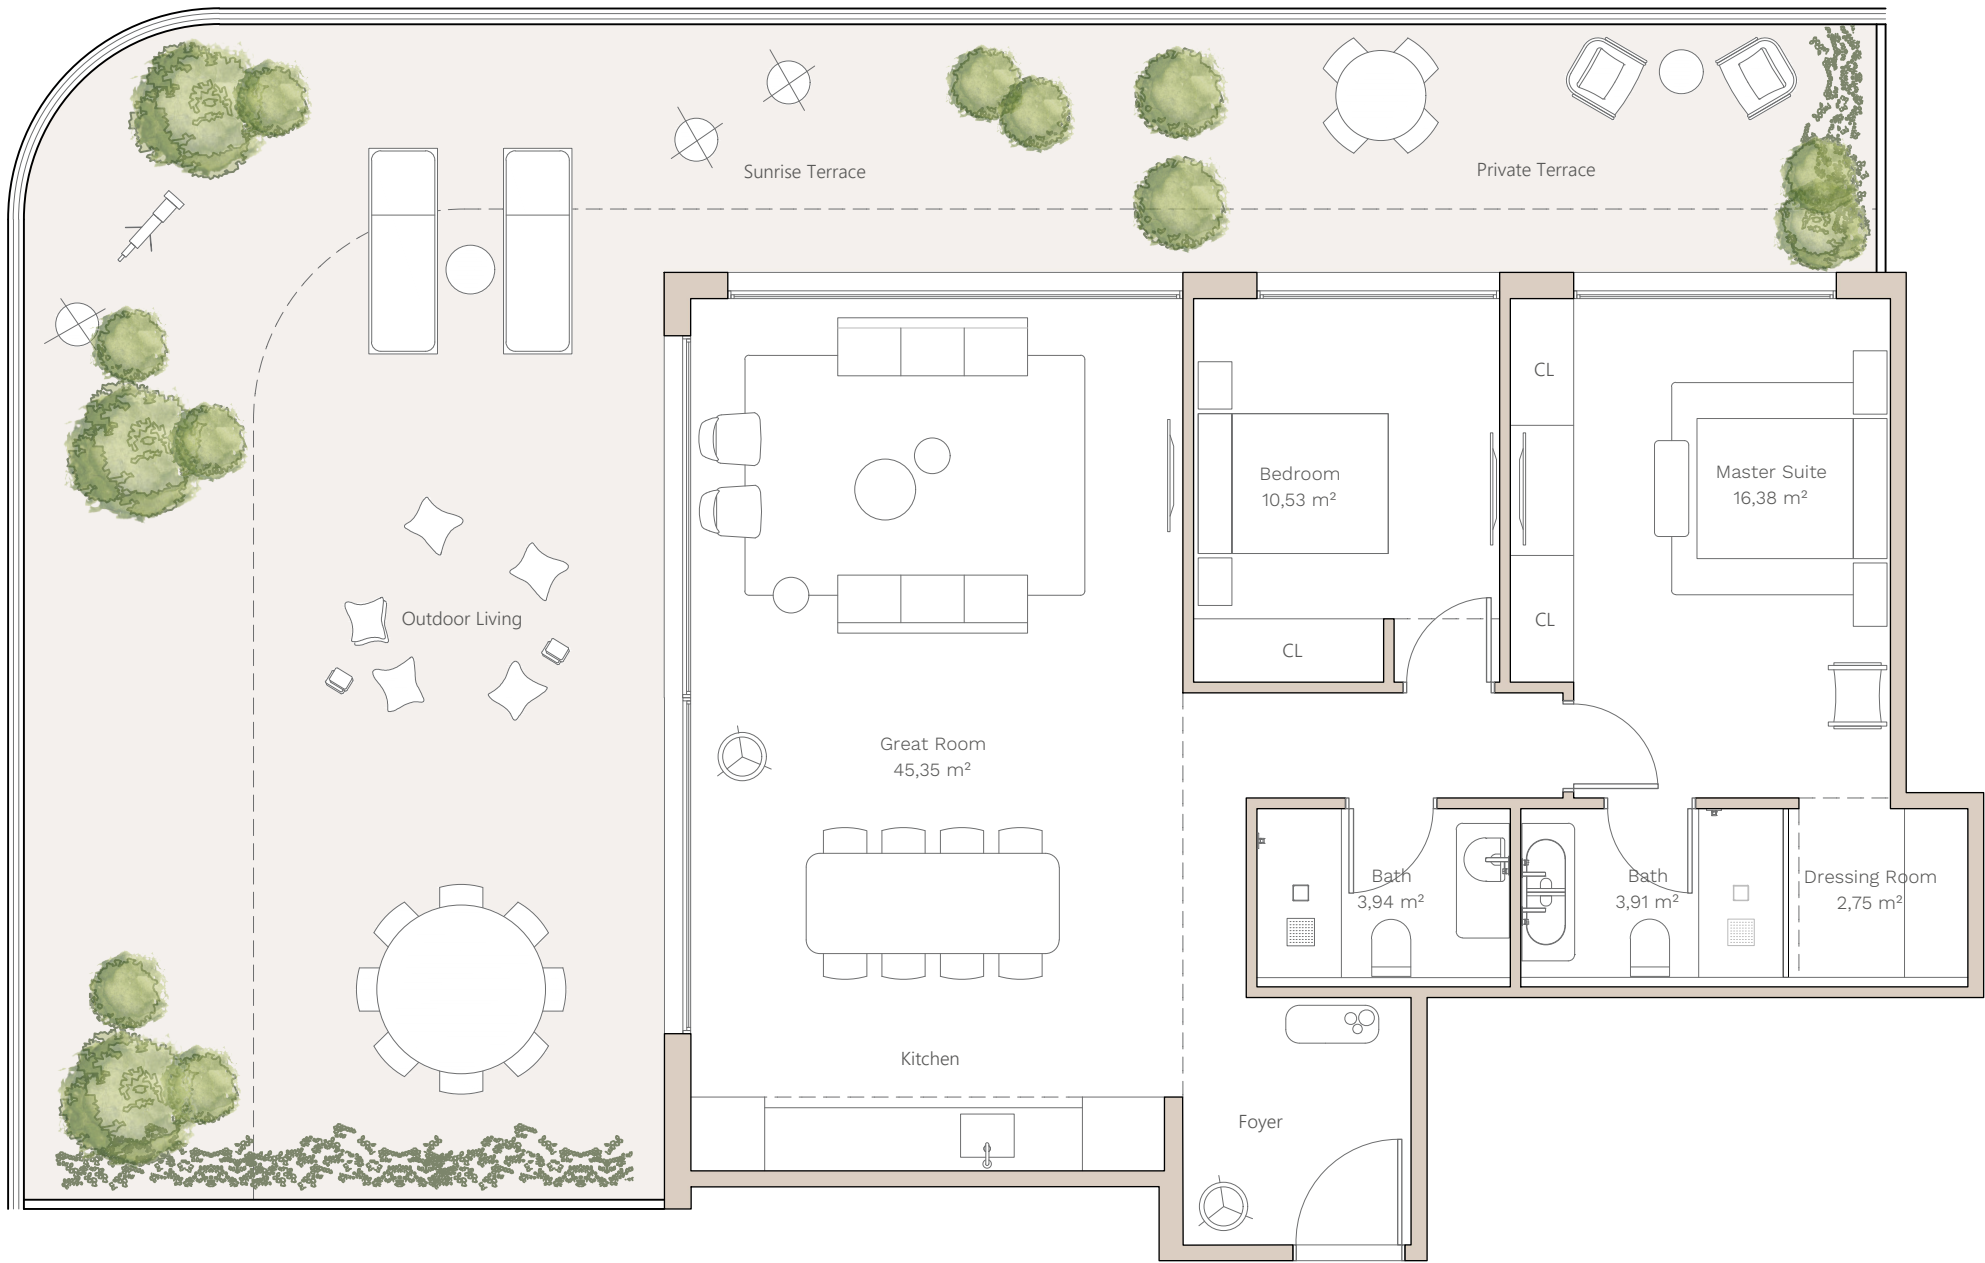 Sunrise Terrace
Private Terrace
CL
Bedroom
10,53 m²
Master Suite
16,38 m²
Outdoor Living
CL
CL
Great Room
45,35 m²
Bath
3,94 m²
Bath
3,91 m²
Dressing Room
2,75 m²
Kitchen
Foyer